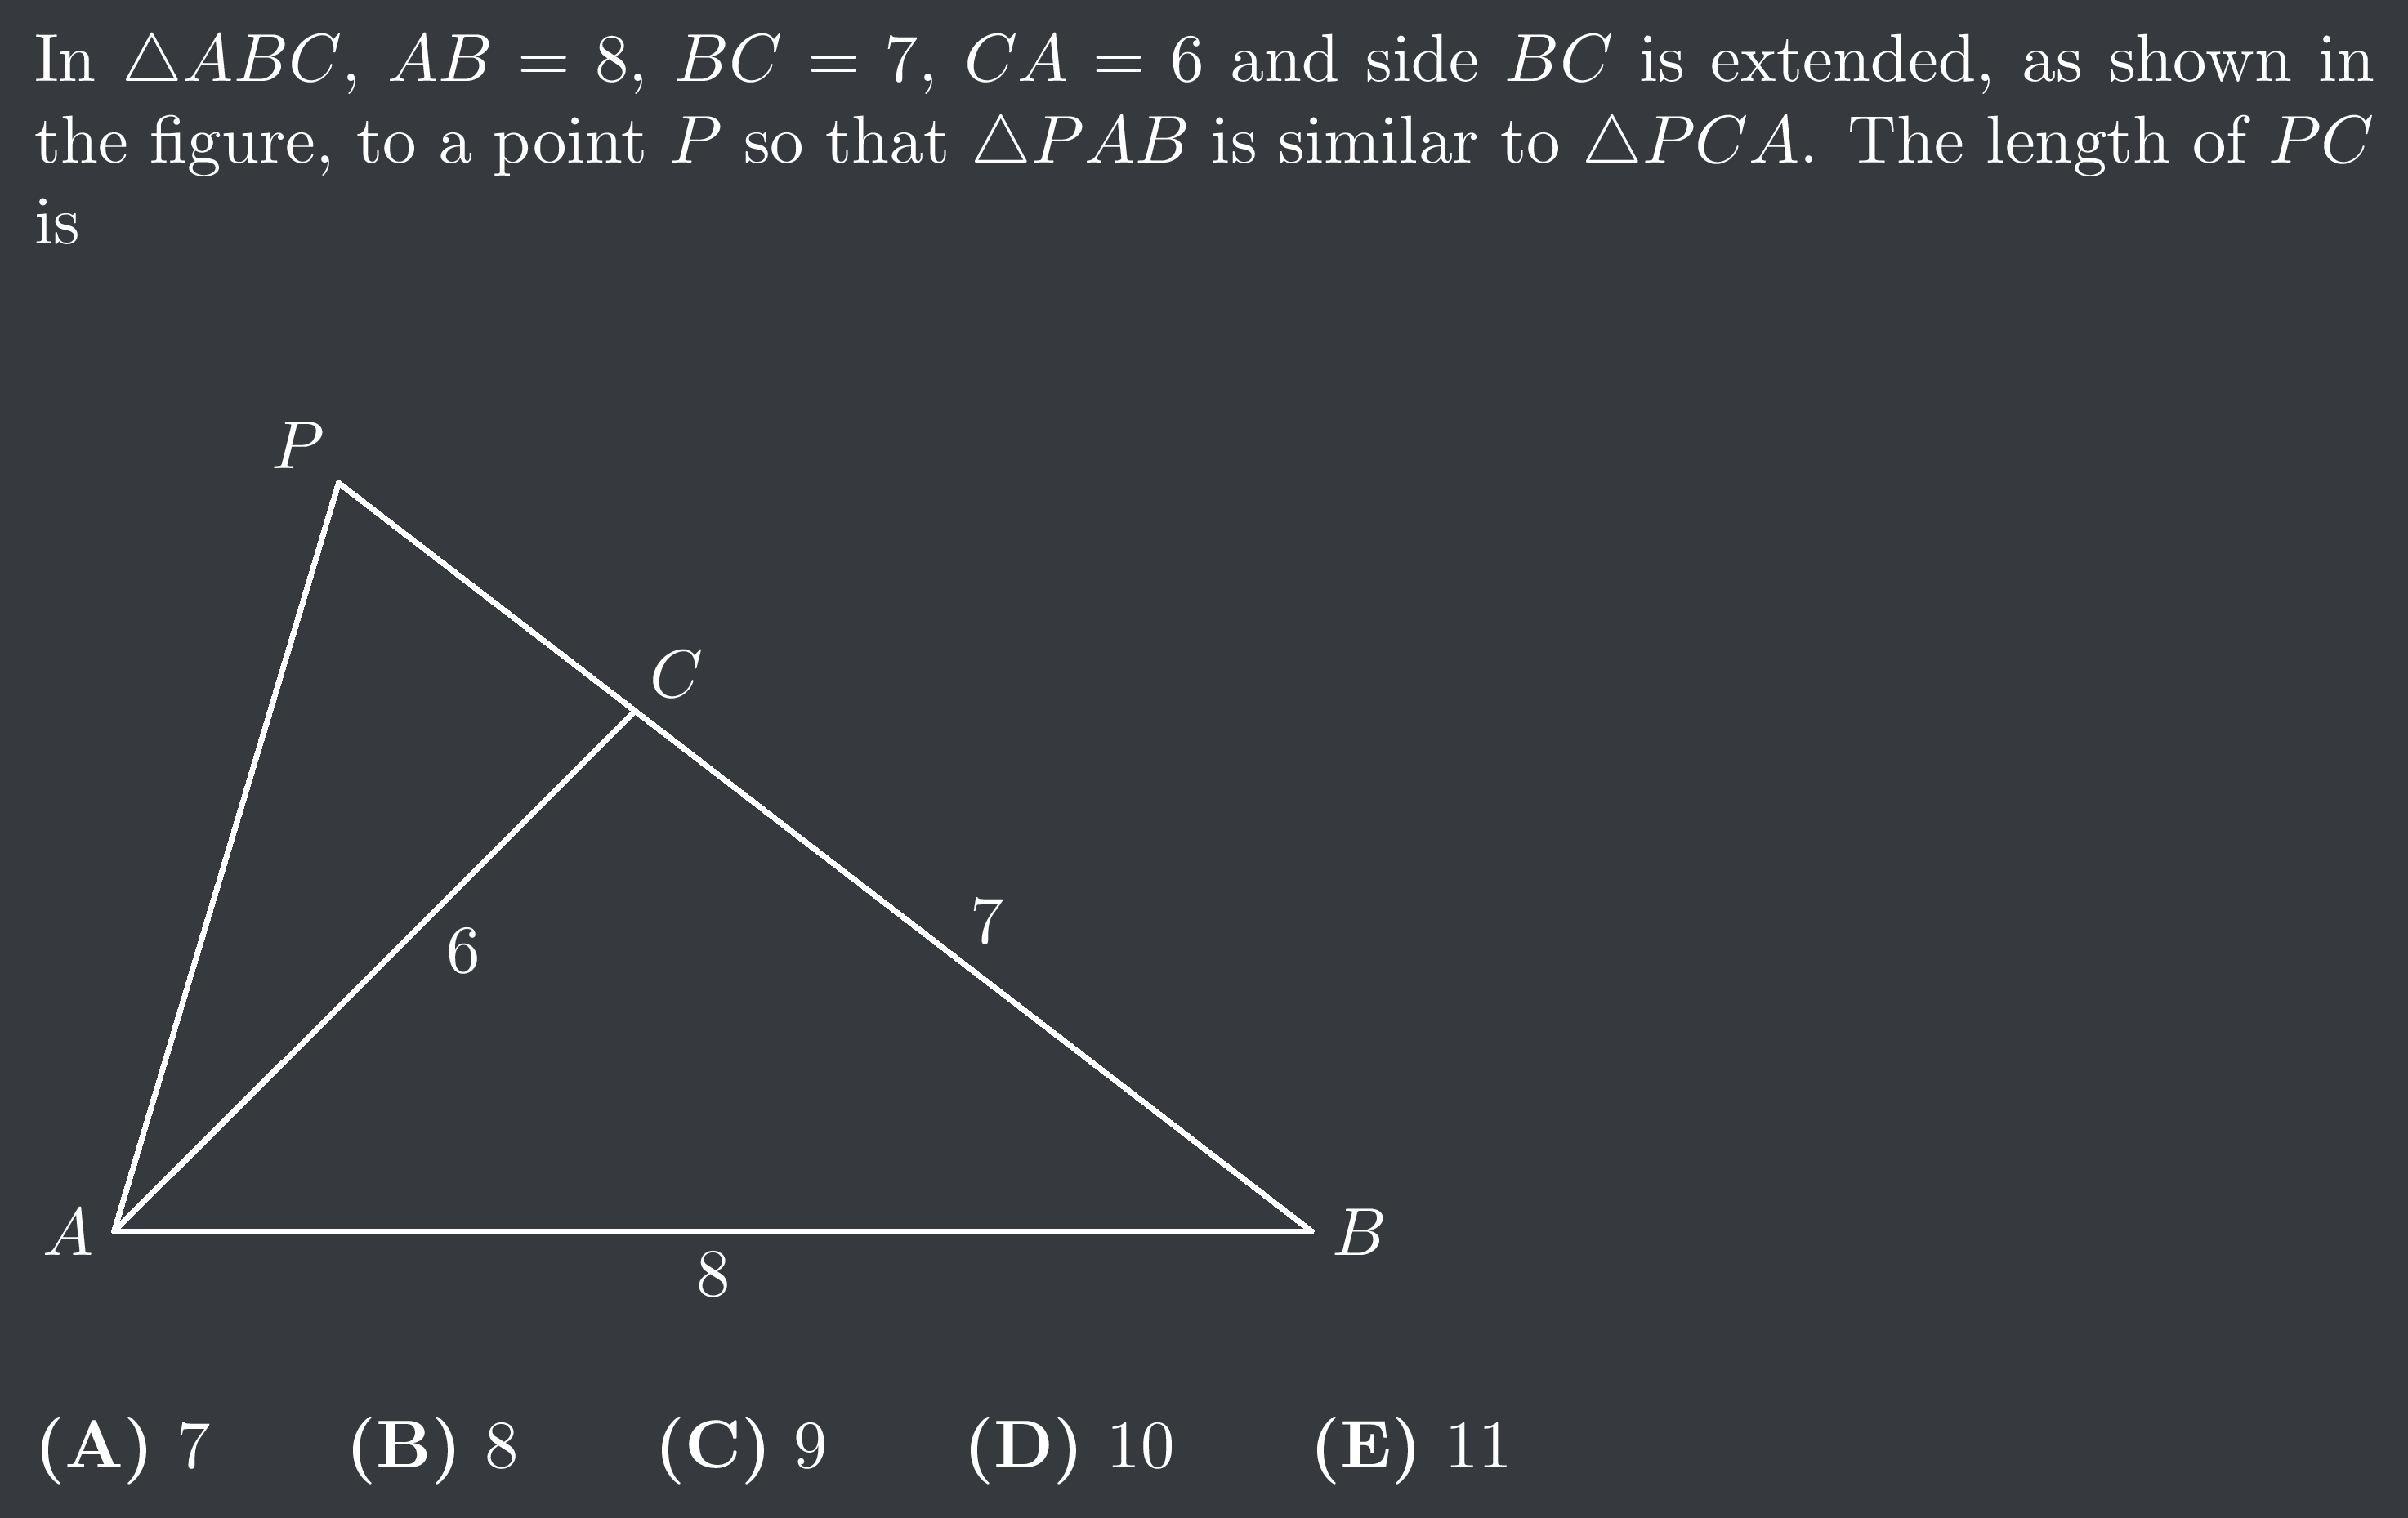 In △ABC, AB = 8, BC = 7, CA = 6 and side BC is extended, as shown in
the figure, to a point P so that △PAB is similar to △PCA. The length of PC
is
P
C
7
6
A
B
8
(A) 7 (B) 8 (C) 9 (D) 10 (E) 11